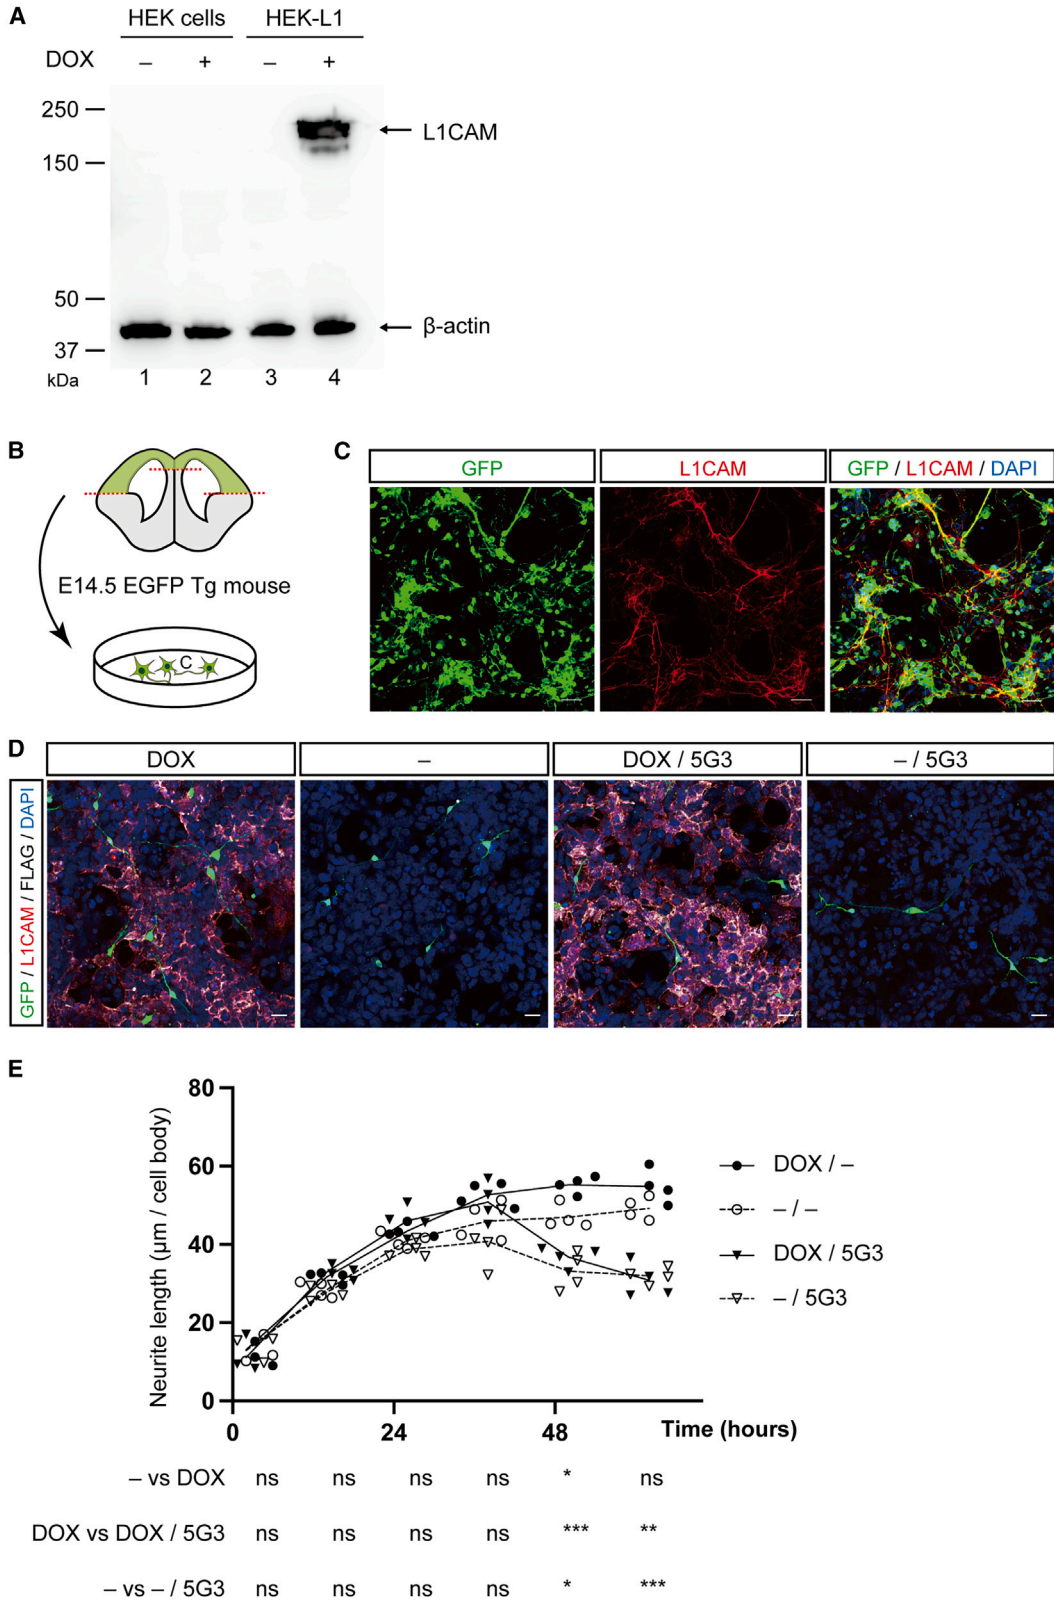 A
HEK cells HEK-L1
DOX – + – +
250
L1CAM
150
50
β-actin
37
kDa 1 2 3 4
B
E14.5 EGFP Tg mouse
C
C
GFP L1CAM GFP / L1CAM / DAPI
D
DOX – DOX / 5G3 – / 5G3
GFP / L1CAM / FLAG / DAPI
E
Neurite length (µm / cell body)
80
60
40
20
0
0 24 48 Time (hours)
DOX / –
– / –
DOX / 5G3
– / 5G3
– vs DOX ns ns ns ns * ns
DOX vs DOX / 5G3 ns ns ns ns *** **
– vs – / 5G3 ns ns ns ns * ***